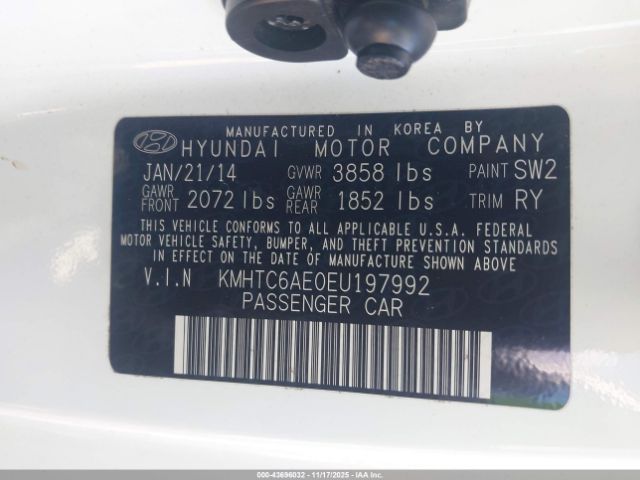 MANUFACTURED IN KOREA BY
HYUNDAI MOTOR COMPANY
JAN/21/14 GVWR 3858 lbs PAINT SW2
GAWR FRONT 2072 lbs GAWR REAR 1852 lbs TRIM RY
THIS VEHICLE CONFORMS TO ALL APPLICABLE U.S.A. FEDERAL
MOTOR VEHICLE SAFETY, BUMPER, AND THEFT PREVENTION STANDARDS
IN EFFECT ON THE DATE OF MANUFACTURE SHOWN ABOVE.
V.I.N KMHTC6AE0EU197992
PASSENGER CAR
000-43696032 - 11/17/2025 - IAAI.COM